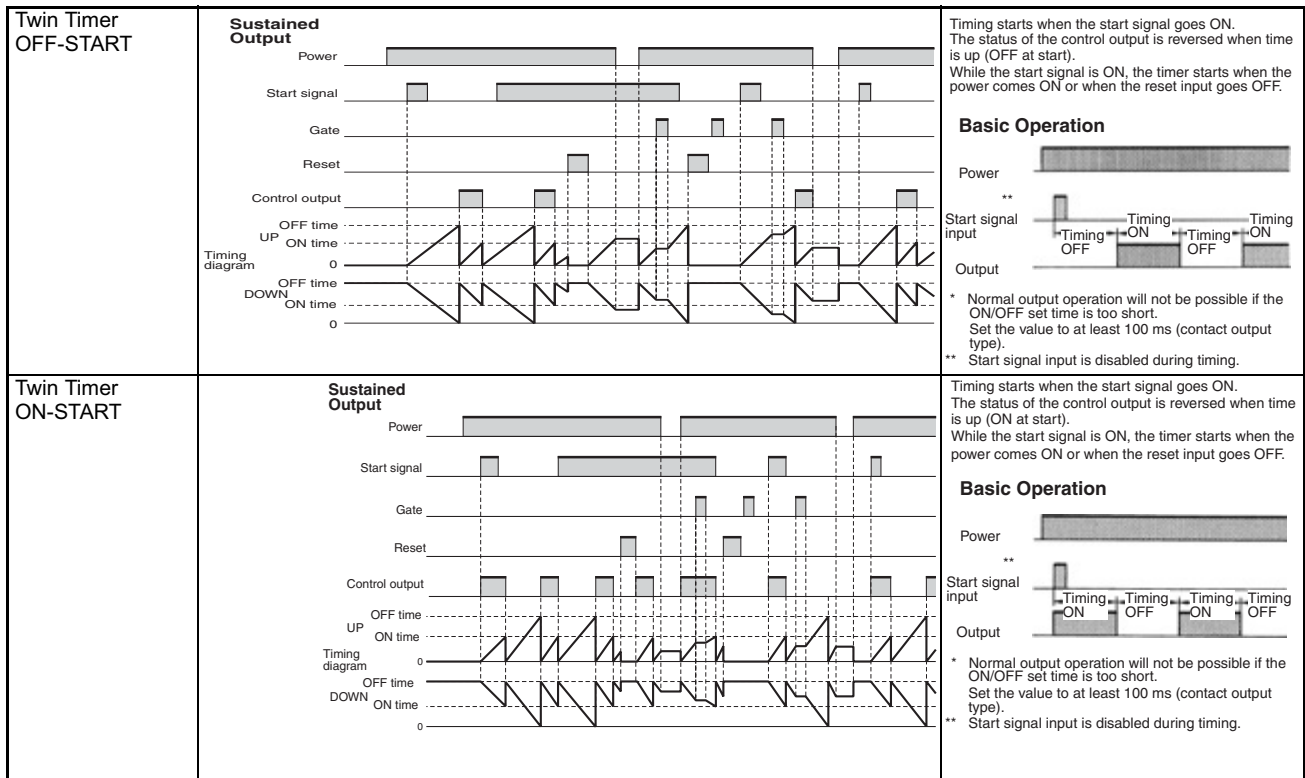 Twin Timer
OFF-START
Sustained
Output
Power
Start signal
Gate
Reset
Control output
OFF time
UP
ON time
Timing
diagram
0
OFF time
DOWN
ON time
0
Timing starts when the start signal goes ON.
The status of the control output is reversed when time
is up (OFF at start).
While the start signal is ON, the timer starts when the
power comes ON or when the reset input goes OFF.
Basic Operation
Power
**
Start signal
input
Timing
OFF
Timing
ON
Timing
OFF
Timing
ON
Output
* Normal output operation will not be possible if the
ON/OFF set time is too short.
Set the value to at least 100 ms (contact output
type).
** Start signal input is disabled during timing.
Twin Timer
ON-START
Sustained
Output
Power
Start signal
Gate
Reset
Control output
OFF time
UP
ON time
Timing
diagram
0
OFF time
DOWN
ON time
0
Timing starts when the start signal goes ON.
The status of the control output is reversed when time
is up (ON at start).
While the start signal is ON, the timer starts when the
power comes ON or when the reset input goes OFF.
Basic Operation
Power
**
Start signal
input
Timing
ON
Timing
OFF
Timing
ON
Timing
OFF
Output
* Normal output operation will not be possible if the
ON/OFF set time is too short.
Set the value to at least 100 ms (contact output
type).
** Start signal input is disabled during timing.